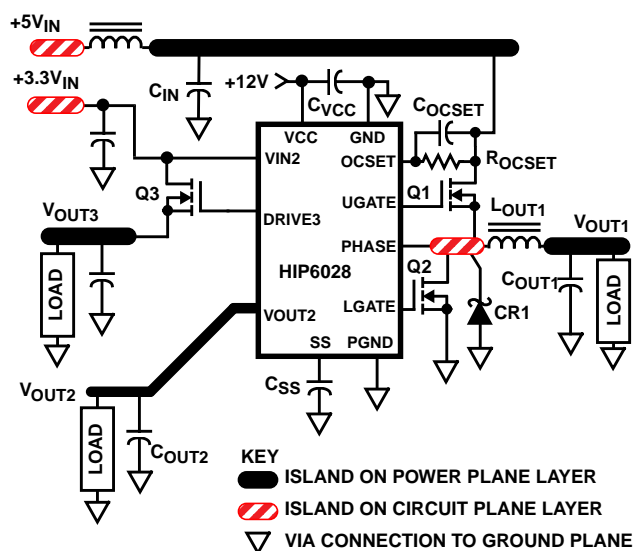 +5VIN
+3.3VIN
CIN
+12V
CVCC
COCSET
VCC
GND
VIN2
OCSET
ROCSET
Q3
UGATE
Q1
LOUT1
VOUT3
DRIVE3
VOUT1
PHASE
LOAD
HIP6028
Q2
COUT1
LOAD
VOUT2
LGATE
CR1
SS
PGND
CSS
VOUT2
LOAD
COUT2
KEY
ISLAND ON POWER PLANE LAYER
ISLAND ON CIRCUIT PLANE LAYER
VIA CONNECTION TO GROUND PLANE